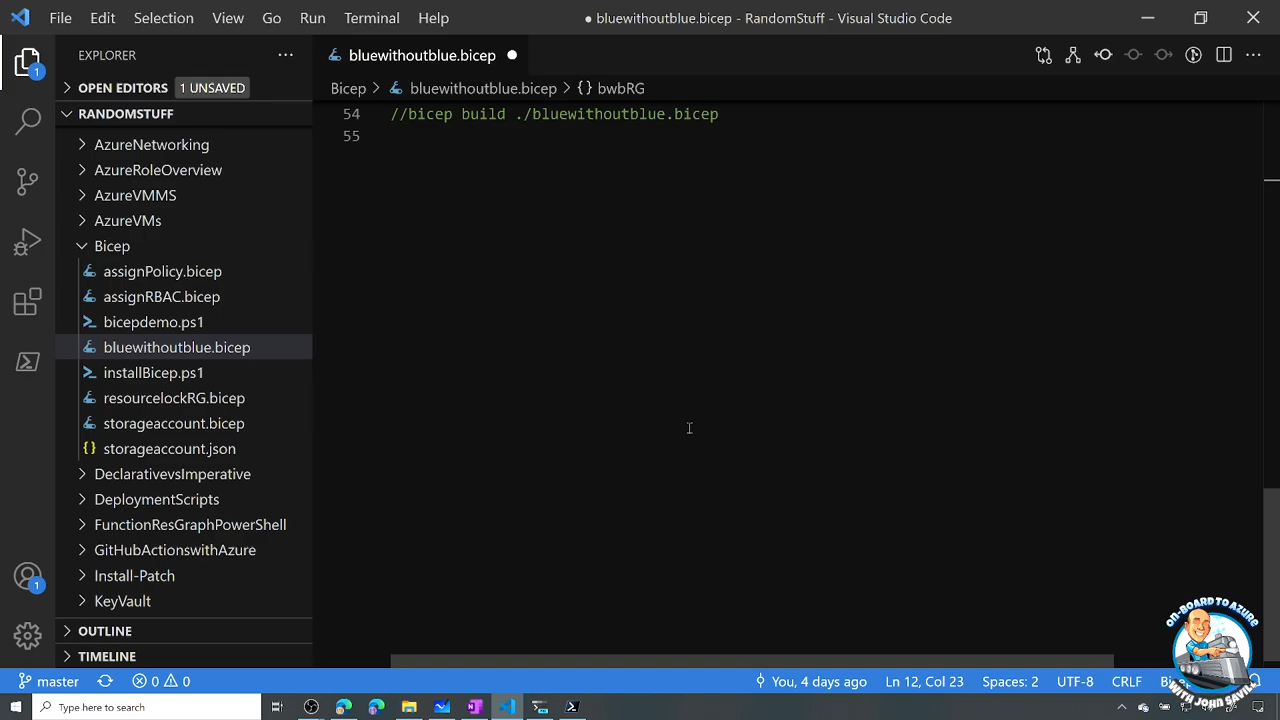 File Edit Selection View Go Run Terminal Help
● bluewithoutblue.bicep - RandomStuff - Visual Studio Code
EXPLORER
bluewithoutblue.bicep
1
OPEN EDITORS 1 UNSAVED
Bicep > bluewithoutblue.bicep > {} bwbRG
RANDOMSTUFF
54 //bicep build ./bluewithoutblue.bicep
55
AzureNetworking
AzureRoleOverview
AzureVMMS
AzureVMs
Bicep
assignPolicy.bicep
assignRBAC.bicep
bicepdemo.ps1
bluewithoutblue.bicep
installBicep.ps1
resourcelockRG.bicep
storageaccount.bicep
{} storageaccount.json
DeclarativevsImperative
DeploymentScripts
FunctionResGraphPowerShell
GitHubActionswithAzure
Install-Patch
KeyVault
1
OUTLINE
TIMELINE
ON-BOARD TO AZURE
WITH JOHN SAVILL
master 0 0 You, 4 days ago Ln 12, Col 23 Spaces: 2 UTF-8 CRLF
Type here to search